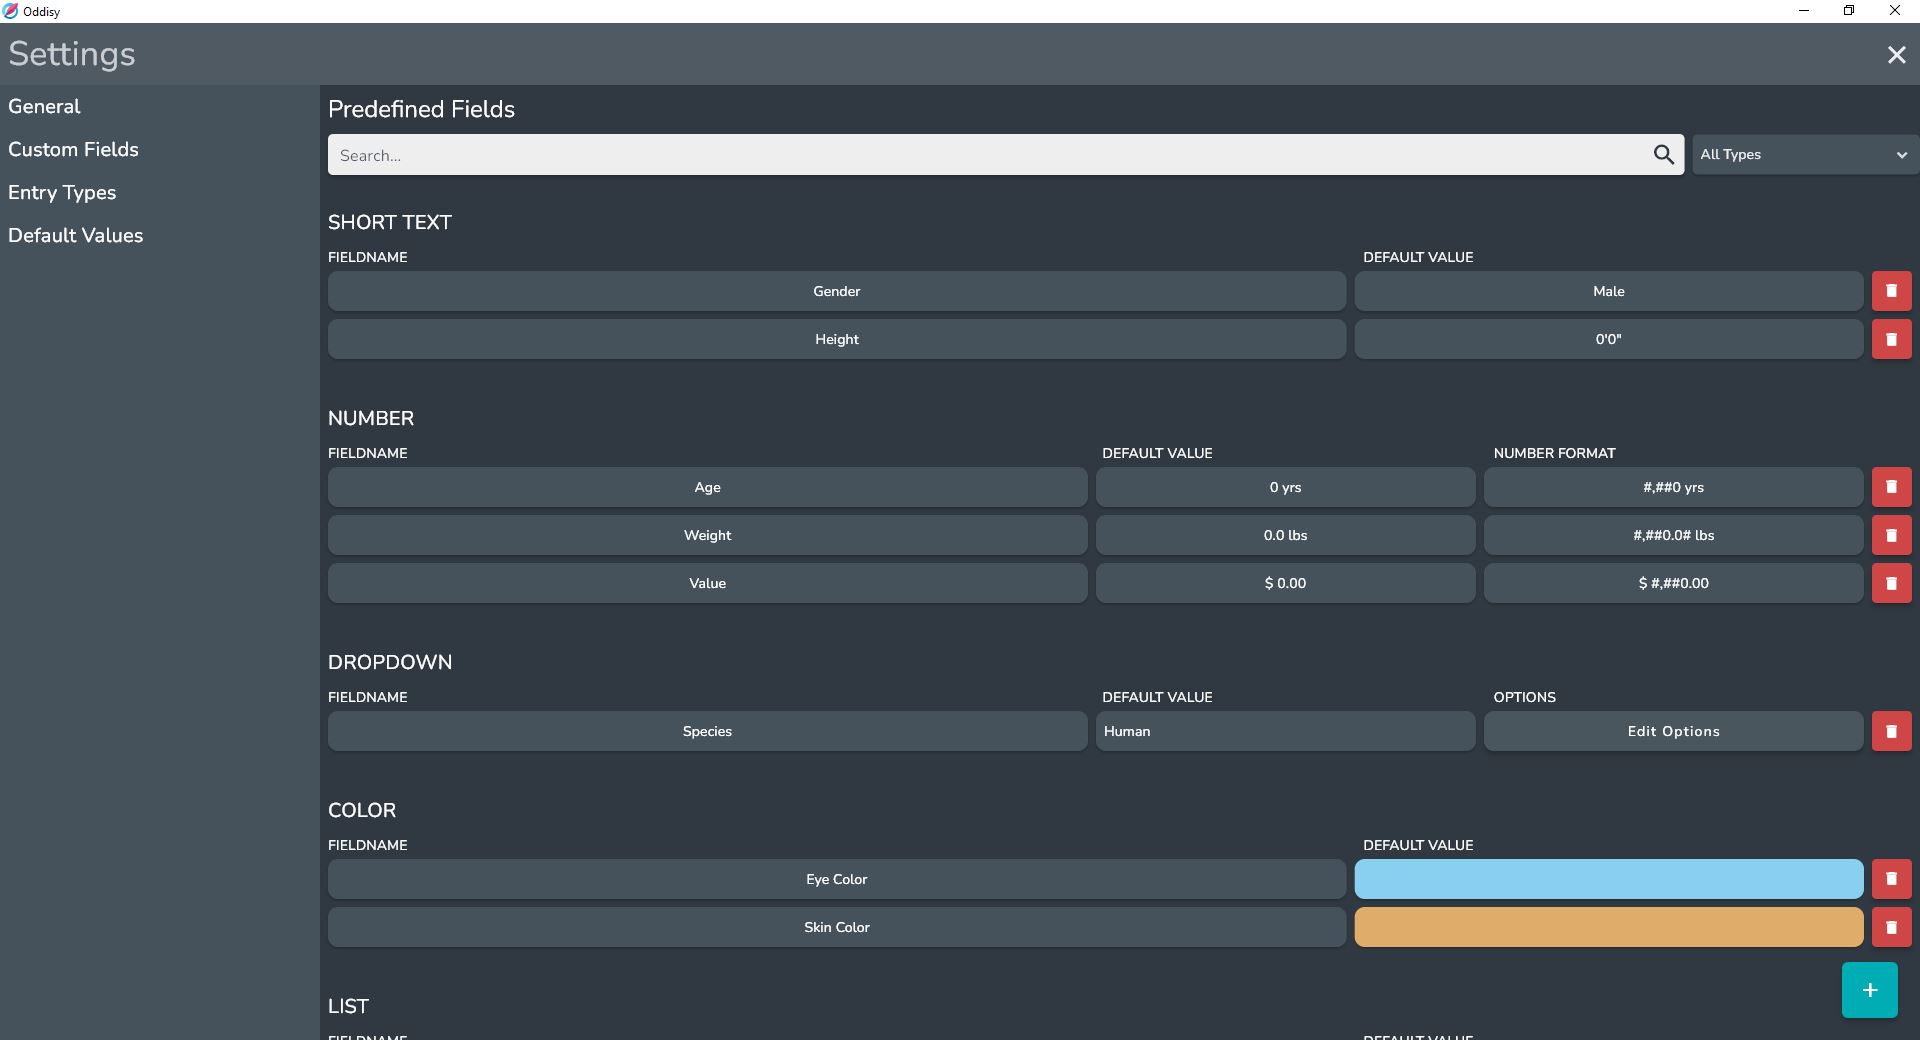 Oddisy
Settings
General
Custom Fields
Entry Types
Default Values
Predefined Fields
Search...
All Types
SHORT TEXT
FIELDNAME DEFAULT VALUE
Gender Male
Height 0'0"
NUMBER
FIELDNAME DEFAULT VALUE NUMBER FORMAT
Age 0 yrs #,##0 yrs
Weight 0.0 lbs #,##0.0# lbs
Value $ 0.00 $ #,##0.00
DROPDOWN
FIELDNAME DEFAULT VALUE OPTIONS
Species Human Edit Options
COLOR
FIELDNAME DEFAULT VALUE
Eye Color
Skin Color
LIST
FIELDNAME DEFAULT VALUE